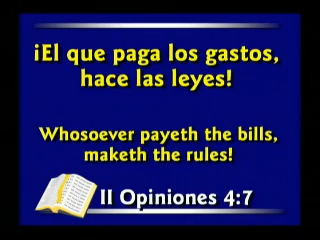 ¡El que paga los gastos,
hace las leyes!
Whosoever payeth the bills,
maketh the rules!
II Opiniones 4:7